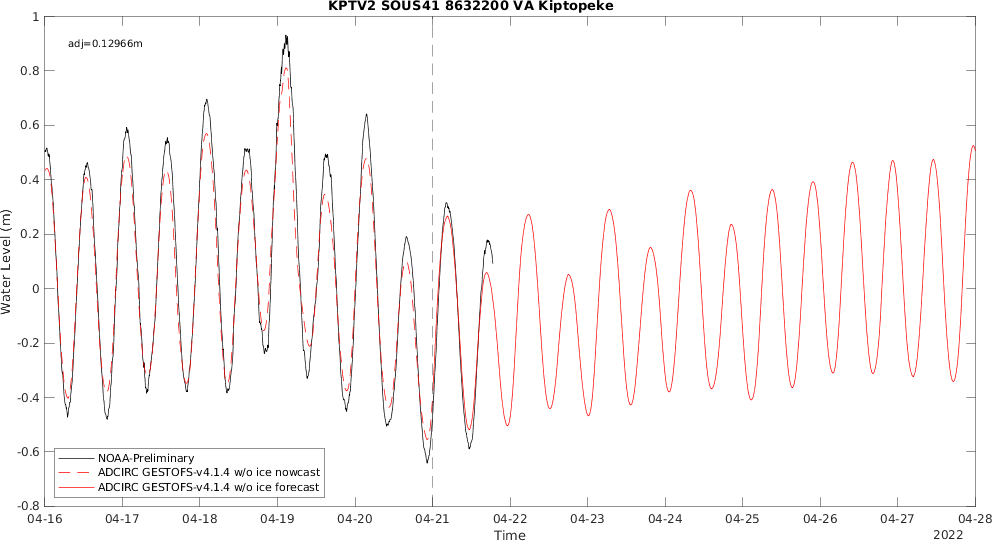 KPTV2 SOUS41 8632200 VA Kiptopeke
adj=0.12966m
Water Level (m)
1
0.8
0.6
0.4
0.2
0
-0.2
-0.4
-0.6
-0.8
NOAA-Preliminary
ADCIRC GESTOFS-v4.1.4 w/o ice nowcast
ADCIRC GESTOFS-v4.1.4 w/o ice forecast
04-16 04-17 04-18 04-19 04-20 04-21 04-22 04-23 04-24 04-25 04-26 04-27 04-28
Time
2022